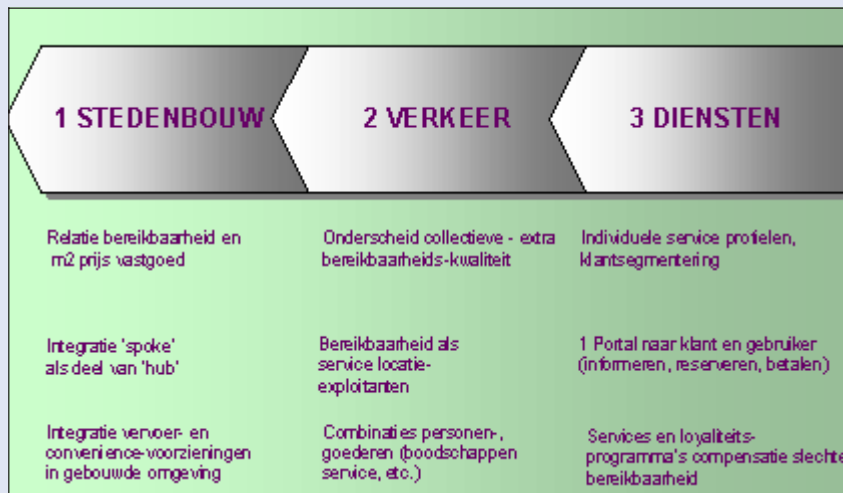 1 STEDENBOUW
2 VERKEER
3 DIENSTEN
Relatie bereikbaarheid en
m2 prijs vastgoed
Onderscheid collectieve - extra
bereikbaarheids-kwaliteit
Individuele service profielen,
klantsegmentering
Integratie 'spoke'
als deel van 'hub'
Bereikbaarheid als
service locatie-
exploitanten
1 Portal naar klant en gebruiker
(informeren, reserveren, betalen)
Integratie vervoer- en
convenience-voorzieningen
in gebouwde omgeving
Combinaties personen-,
goederen (boodschappen
service, etc.)
Services en loyaliteits-
programma's compensatie slechte
bereikbaarheid